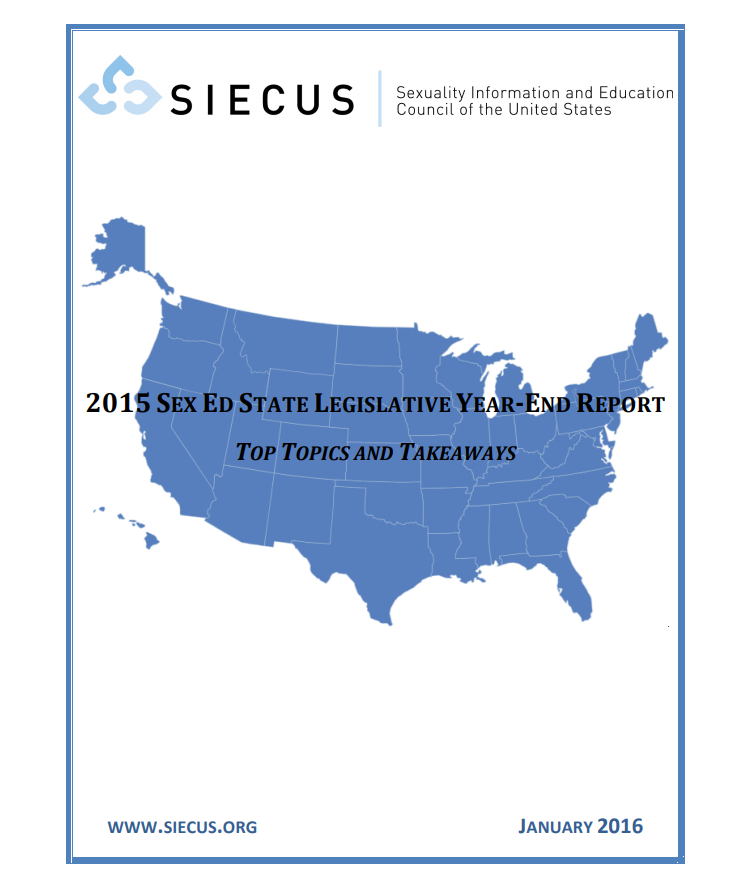 SIECUS
Sexuality Information and Education
Council of the United States
2015 SEX ED STATE LEGISLATIVE YEAR-END REPORT
TOP TOPICS AND TAKEAWAYS
WWW.SIECUS.ORG
JANUARY 2016